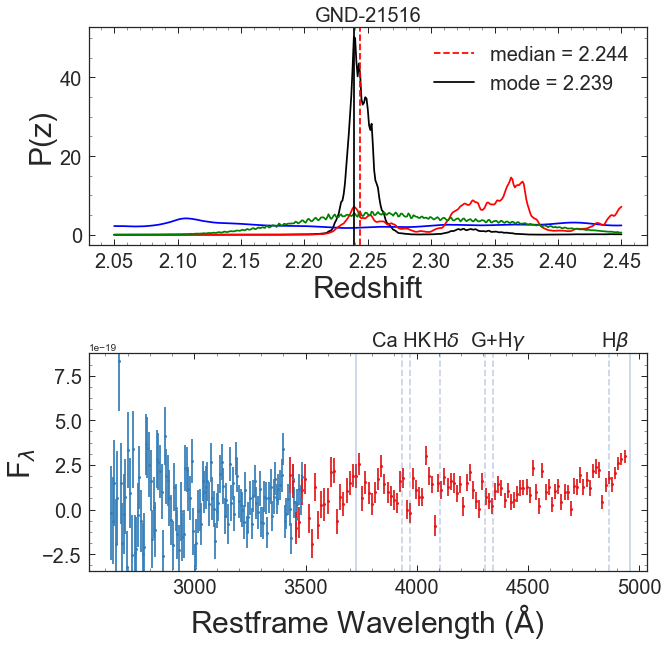 GND-21516
median = 2.244
mode = 2.239
P(z)
40
20
0
2.05 2.10 2.15 2.20 2.25 2.30 2.35 2.40 2.45
Redshift
1e−19
Ca HK Hδ G+Hγ Hβ
F_λ
7.5
5.0
2.5
0.0
−2.5
3000 3500 4000 4500 5000
Restframe Wavelength (Å)